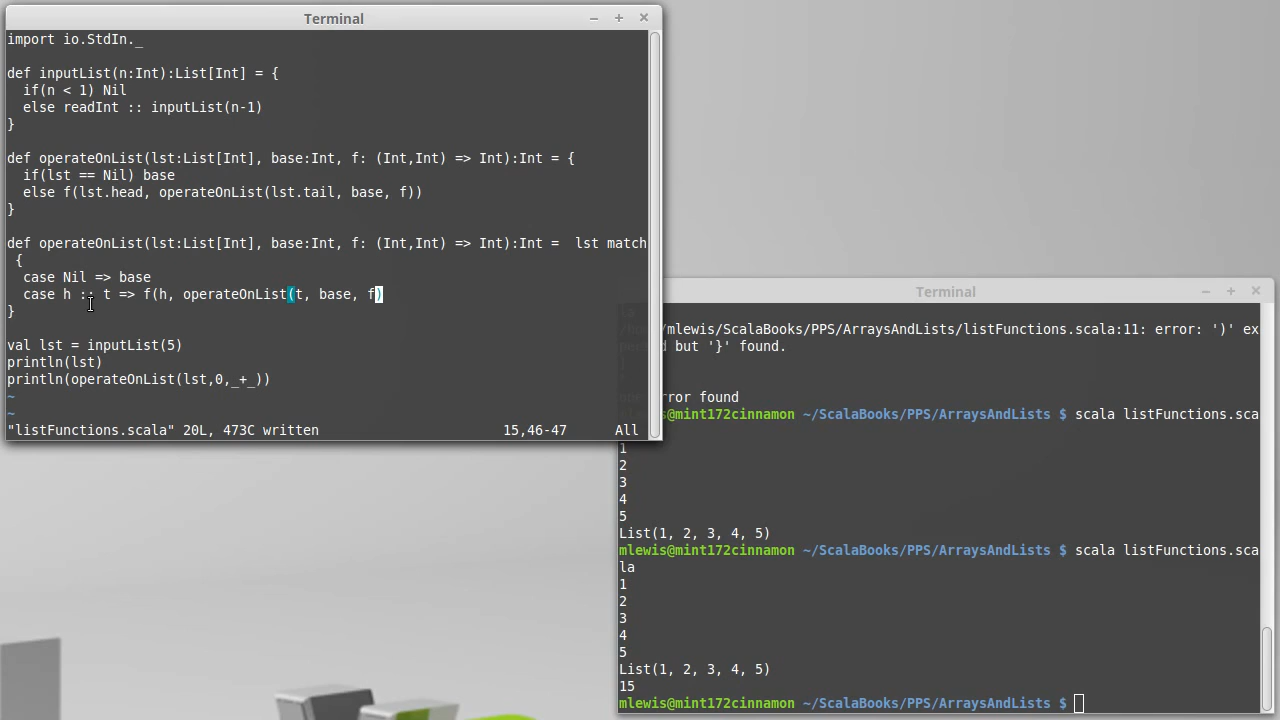 Terminal
import io.StdIn._
def inputList(n:Int):List[Int] = {
  if(n < 1) Nil
  else readInt :: inputList(n-1)
}
def operateOnList(lst:List[Int], base:Int, f: (Int,Int) => Int):Int = {
  if(lst == Nil) base
  else f(lst.head, operateOnList(lst.tail, base, f))
}
def operateOnList(lst:List[Int], base:Int, f: (Int,Int) => Int):Int =  lst match
 {
  case Nil => base
  case h :: t => f(h, operateOnList(t, base, f)
}
val lst = inputList(5)
println(lst)
println(operateOnList(lst,0,_+_))
~
~
"listFunctions.scala" 20L, 473C written 15,46-47 All
Terminal
mlewis/ScalaBooks/PPS/ArraysAndLists/listFunctions.scala:11: error: ')' ex
d but '}' found.
error found
mlewis@mint172cinnamon ~/ScalaBooks/PPS/ArraysAndLists $ scala listFunctions.sca
1
2
3
4
5
List(1, 2, 3, 4, 5)
mlewis@mint172cinnamon ~/ScalaBooks/PPS/ArraysAndLists $ scala listFunctions.sca
la
1
2
3
4
5
List(1, 2, 3, 4, 5)
15
mlewis@mint172cinnamon ~/ScalaBooks/PPS/ArraysAndLists $